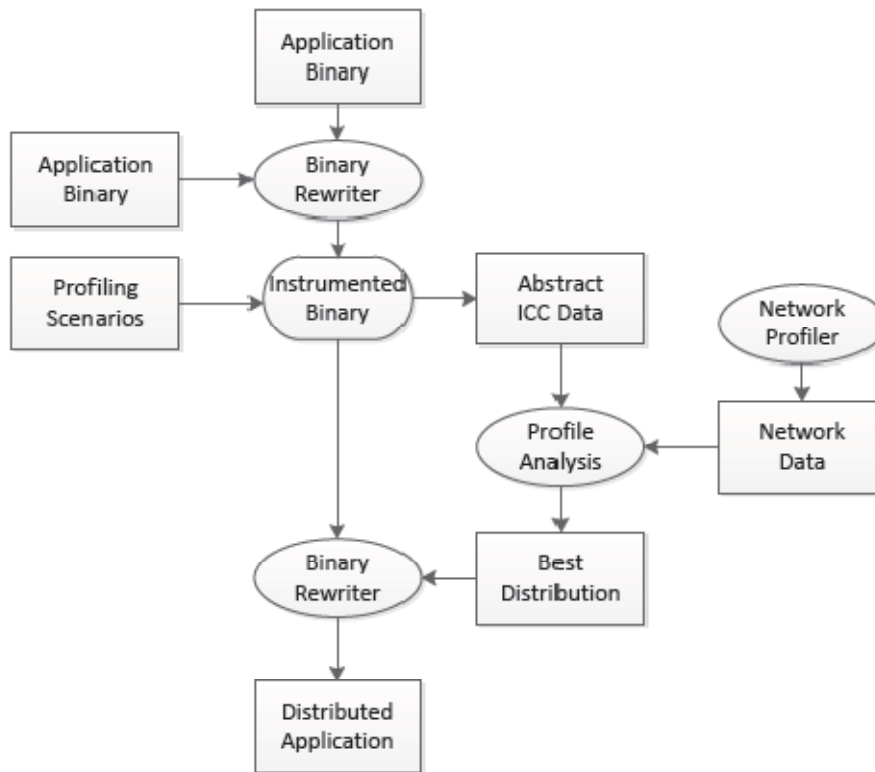 Application
Binary
Application
Binary
Binary
Rewriter
Profiling
Scenarios
Instrumented
Binary
Abstract
ICC Data
Network
Profiler
Profile
Analysis
Network
Data
Binary
Rewriter
Best
Distribution
Distributed
Application